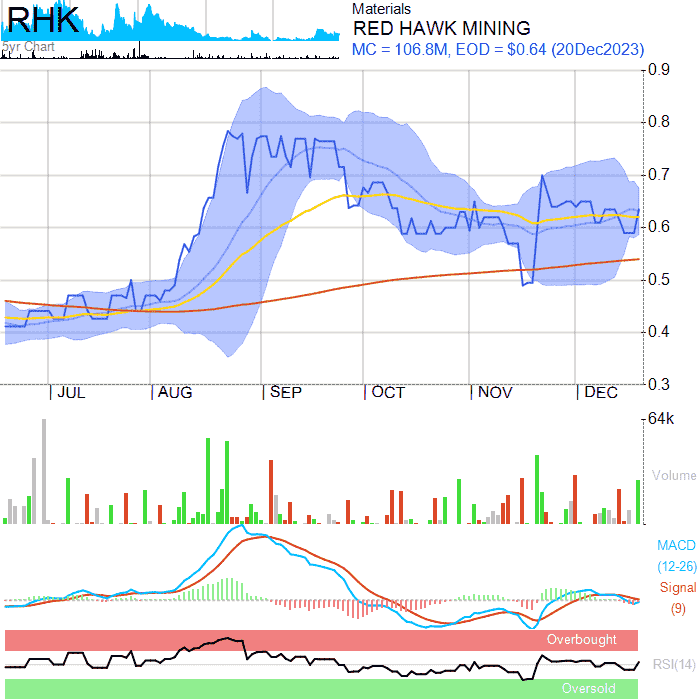 RHK
5yr Chart
Materials
RED HAWK MINING
MC = 106.8M, EOD = $0.64 (20Dec2023)
0.9
0.8
0.7
0.6
0.5
0.4
0.3
JUL AUG SEP OCT NOV DEC
64k
Volume
MACD
(12-26)
Signal
(9)
Overbought
RSI(14)
Oversold